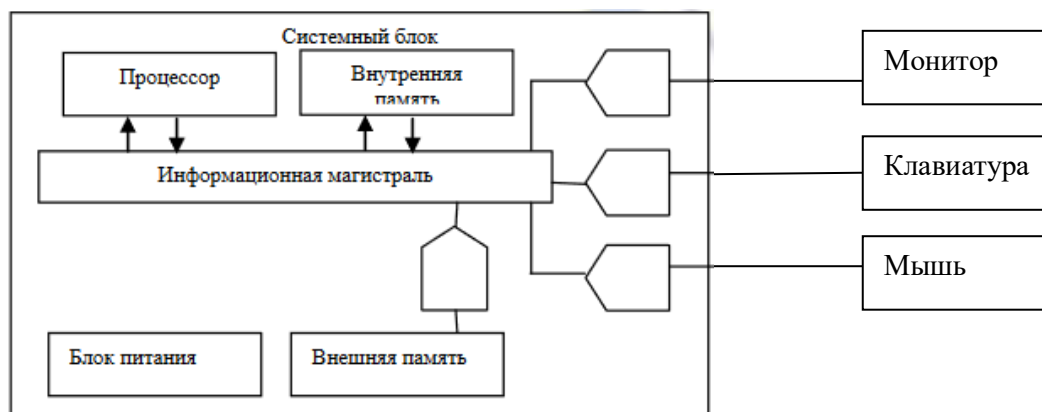 Системный блок
Процессор
Внутренняя
память
Монитор
Информационная магистраль
Клавиатура
Мышь
Блок питания
Внешняя память